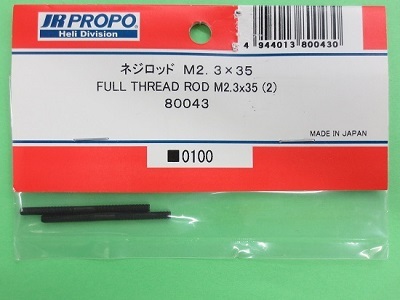 JR PROPO
Heli Division
4 944013 800430
ネジロッド M2.3×35
FULL THREAD ROD M2.3x35 (2)
80043
MADE IN JAPAN
■0100